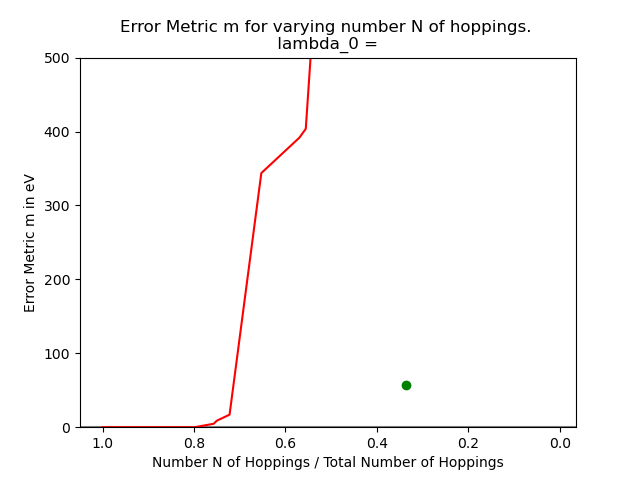 Error Metric m for varying number N of hoppings.
lambda_0 =
500
400
300
200
100
0
Error Metric m in eV
1.0 0.8 0.6 0.4 0.2 0.0
Number N of Hoppings / Total Number of Hoppings